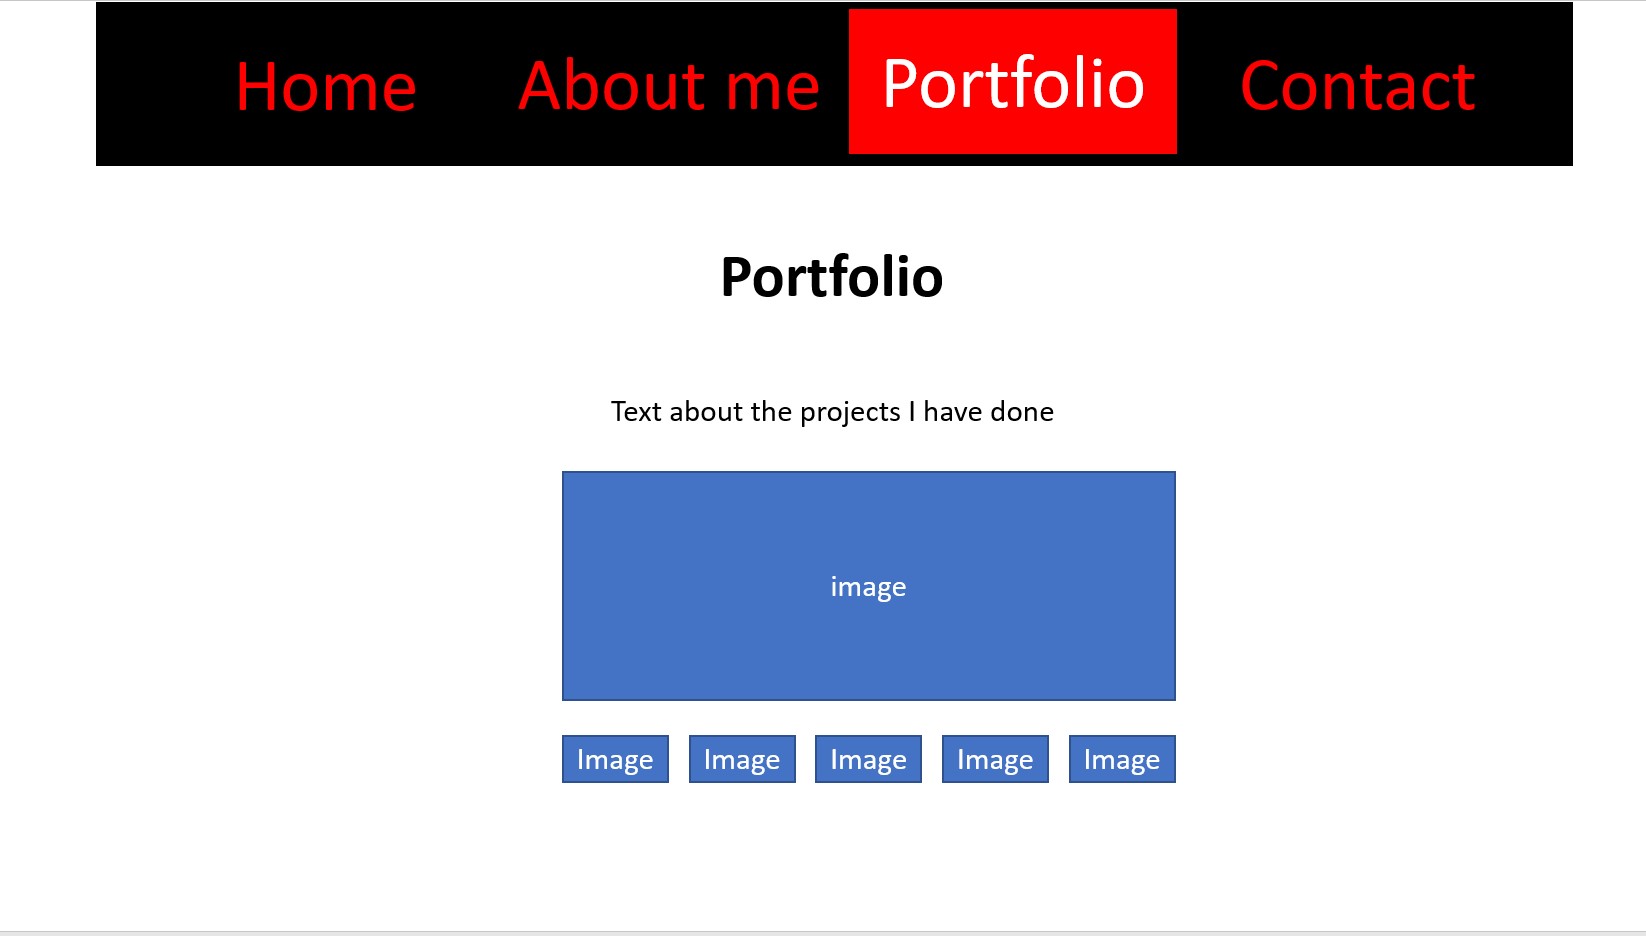 Home About me Portfolio Contact
Portfolio
Text about the projects I have done
image
Image Image Image Image Image